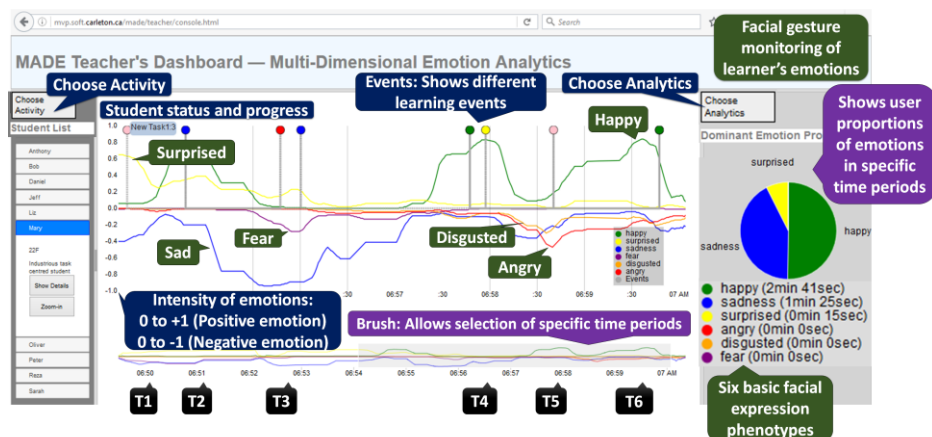 mvp.soft.carleton.ca/made/teacher/console.html
Search
MADE Teacher's Dashboard — Multi-Dimensional Emotion Analytics
Facial gesture
monitoring of
learner's emotions
Choose
Activity
Choose Activity
Student status and progress
Events: Shows different
learning events
Choose Analytics
Choose
Analytics
Student List
Anthony
Bob
Daniel
Jeff
Liz
Mary
22F
Industrious task
centred student
Show Details
Zoom-in
Oliver
Peter
Reza
Sarah
1.0
0.8
0.6
0.4
0.2
0.0
-0.2
-0.4
-0.6
-0.8
-1.0
New Task1:3
Surprised
Happy
Sad
Fear
Disgusted
Angry
happy
surprised
sadness
fear
disgusted
angry
Events
:30
06:57
:30
06:58
:30
06:59
:30
07 AM
Intensity of emotions:
0 to +1 (Positive emotion)
0 to -1 (Negative emotion)
Brush: Allows selection of specific time periods
06:50
06:51
06:52
06:53
06:54
06:55
06:56
06:57
06:58
06:59
07 AM
T1
T2
T3
T4
T5
T6
Dominant Emotion Pro
Shows user
proportions
of emotions
in specific
time periods
surprised
sadness
happy
happy (2min 41sec)
sadness (1min 25sec)
surprised (0min 15sec)
angry (0min 0sec)
disgusted (0min 0sec)
fear (0min 0sec)
Six basic facial
expression
phenotypes